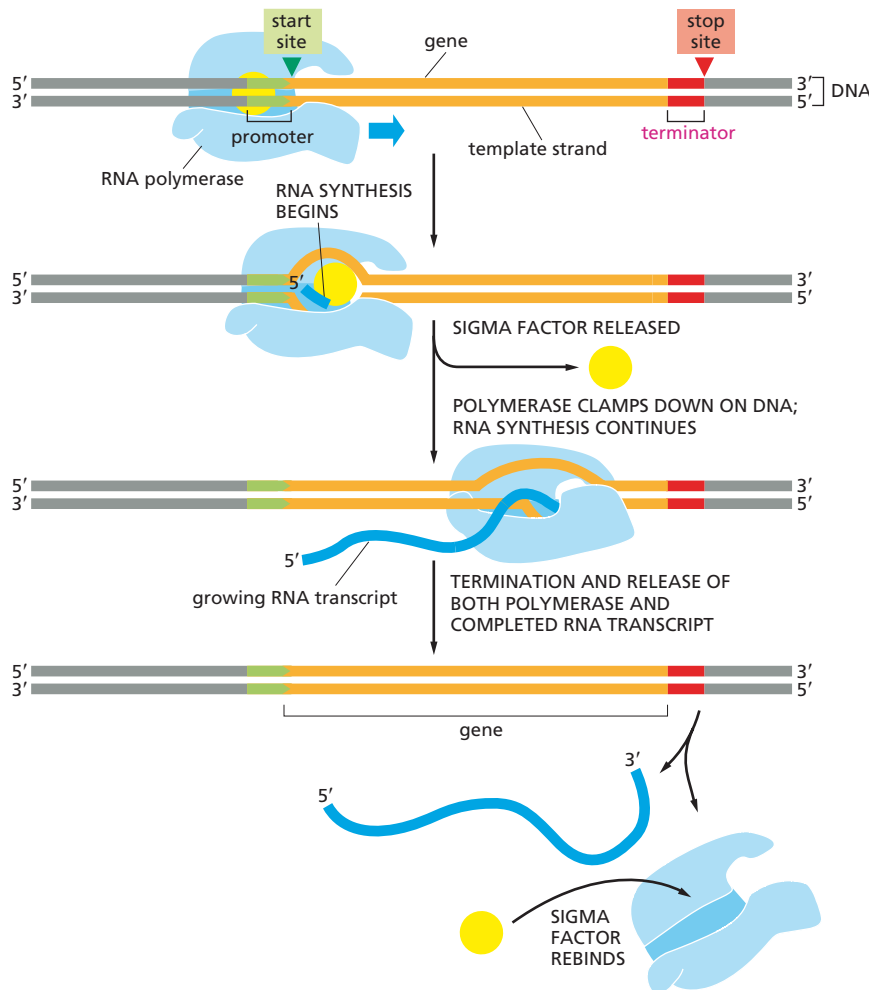 start
site
stop
site
gene
5′
3′
3′
5′
DNA
promoter
terminator
template strand
RNA polymerase
RNA SYNTHESIS
BEGINS
5′
3′
5′
3′
5′
SIGMA FACTOR RELEASED
POLYMERASE CLAMPS DOWN ON DNA;
RNA SYNTHESIS CONTINUES
5′
3′
3′
5′
5′
growing RNA transcript
TERMINATION AND RELEASE OF
BOTH POLYMERASE AND
COMPLETED RNA TRANSCRIPT
5′
3′
3′
5′
gene
5′
3′
SIGMA
FACTOR
REBINDS